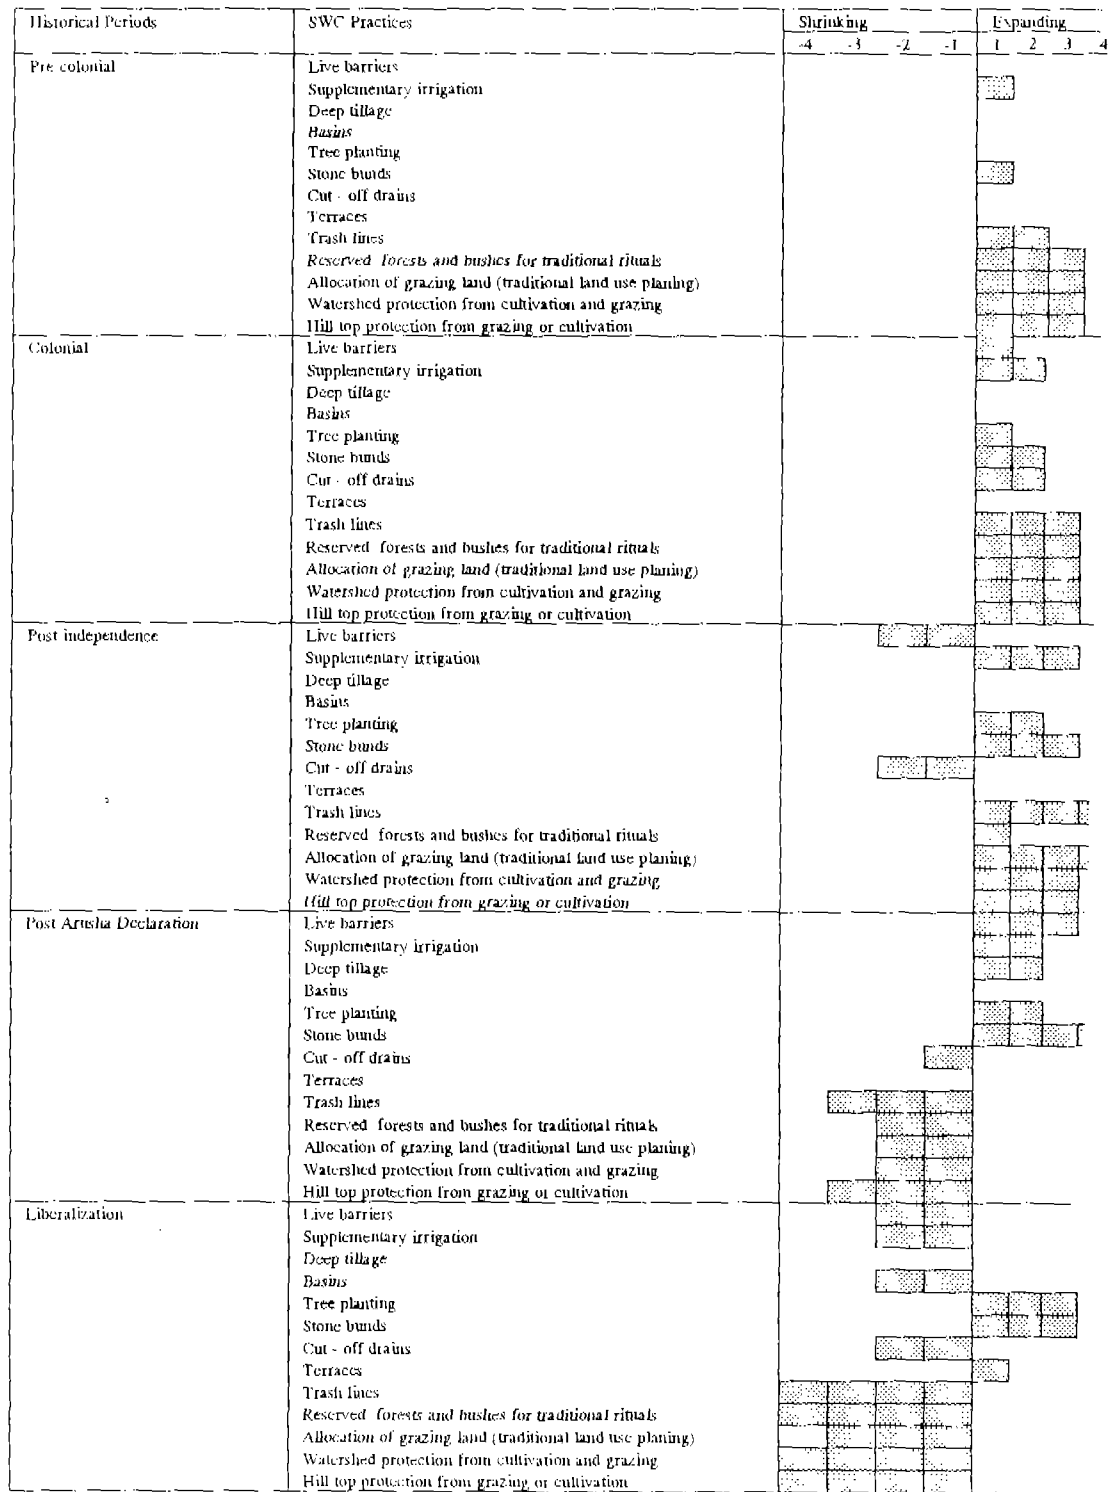 Historical Periods SWC Practices Shrinking Expanding
-4 -3 -2 -1 1 2 3 4
Pre colonial Live barriers
Supplementary irrigation
Deep tillage
Basins
Tree planting
Stone bunds
Cut - off drains
Terraces
Trash lines
Reserved forests and bushes for traditional rituals
Allocation of grazing land (traditional land use planing)
Watershed protection from cultivation and grazing
Hill top protection from grazing or cultivation
Colonial Live barriers
Supplementary irrigation
Deep tillage
Basins
Tree planting
Stone bunds
Cut - off drains
Terraces
Trash lines
Reserved forests and bushes for traditional rituals
Allocation of grazing land (traditional land use planing)
Watershed protection from cultivation and grazing
Hill top protection from grazing or cultivation
Post independence Live barriers
Supplementary irrigation
Deep tillage
Basins
Tree planting
Stone bunds
Cut - off drains
Terraces
Trash lines
Reserved forests and bushes for traditional rituals
Allocation of grazing land (traditional land use planing)
Watershed protection from cultivation and grazing
Hill top protection from grazing or cultivation
Post Arusha Declaration Live barriers
Supplementary irrigation
Deep tillage
Basins
Tree planting
Stone bunds
Cut - off drains
Terraces
Trash lines
Reserved forests and bushes for traditional rituals
Allocation of grazing land (traditional land use planing)
Watershed protection from cultivation and grazing
Hill top protection from grazing or cultivation
Liberalization Live barriers
Supplementary irrigation
Deep tillage
Basins
Tree planting
Stone bunds
Cut - off drains
Terraces
Trash lines
Reserved forests and bushes for traditional rituals
Allocation of grazing land (traditional land use planing)
Watershed protection from cultivation and grazing
Hill top protection from grazing or cultivation